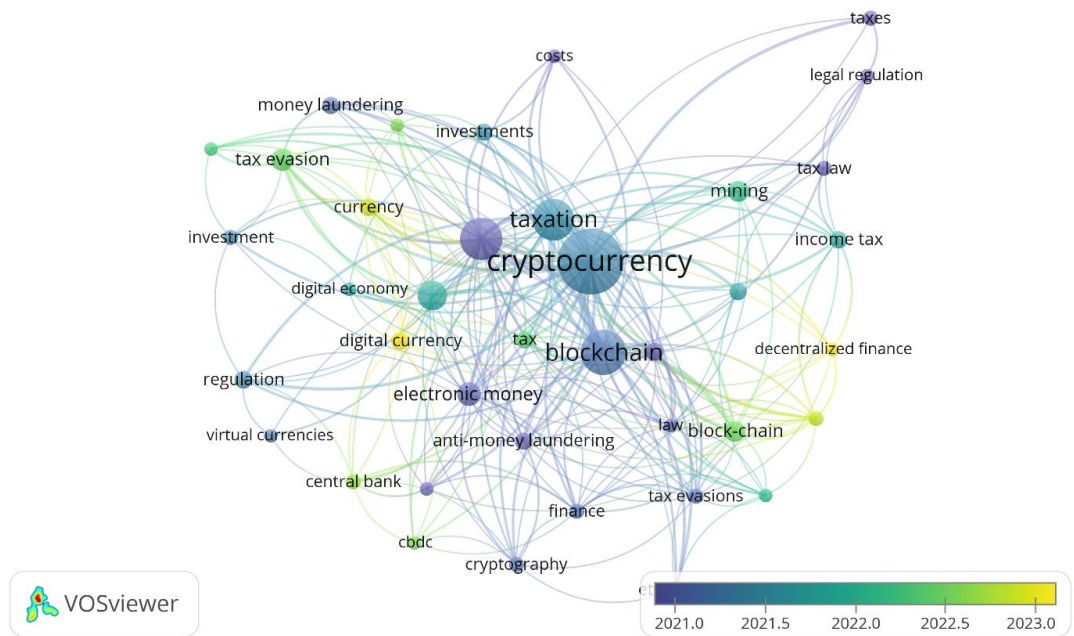 taxes
costs
legal regulation
money laundering
investments
tax evasion
tax law
mining
currency
taxation
investment
income tax
cryptocurrency
digital economy
tax
digital currency
decentralized finance
blockchain
regulation
electronic money
law
block-chain
virtual currencies
anti-money laundering
central bank
tax evasions
finance
cbdc
cryptography
et
VOSviewer
2021.0 2021.5 2022.0 2022.5 2023.0